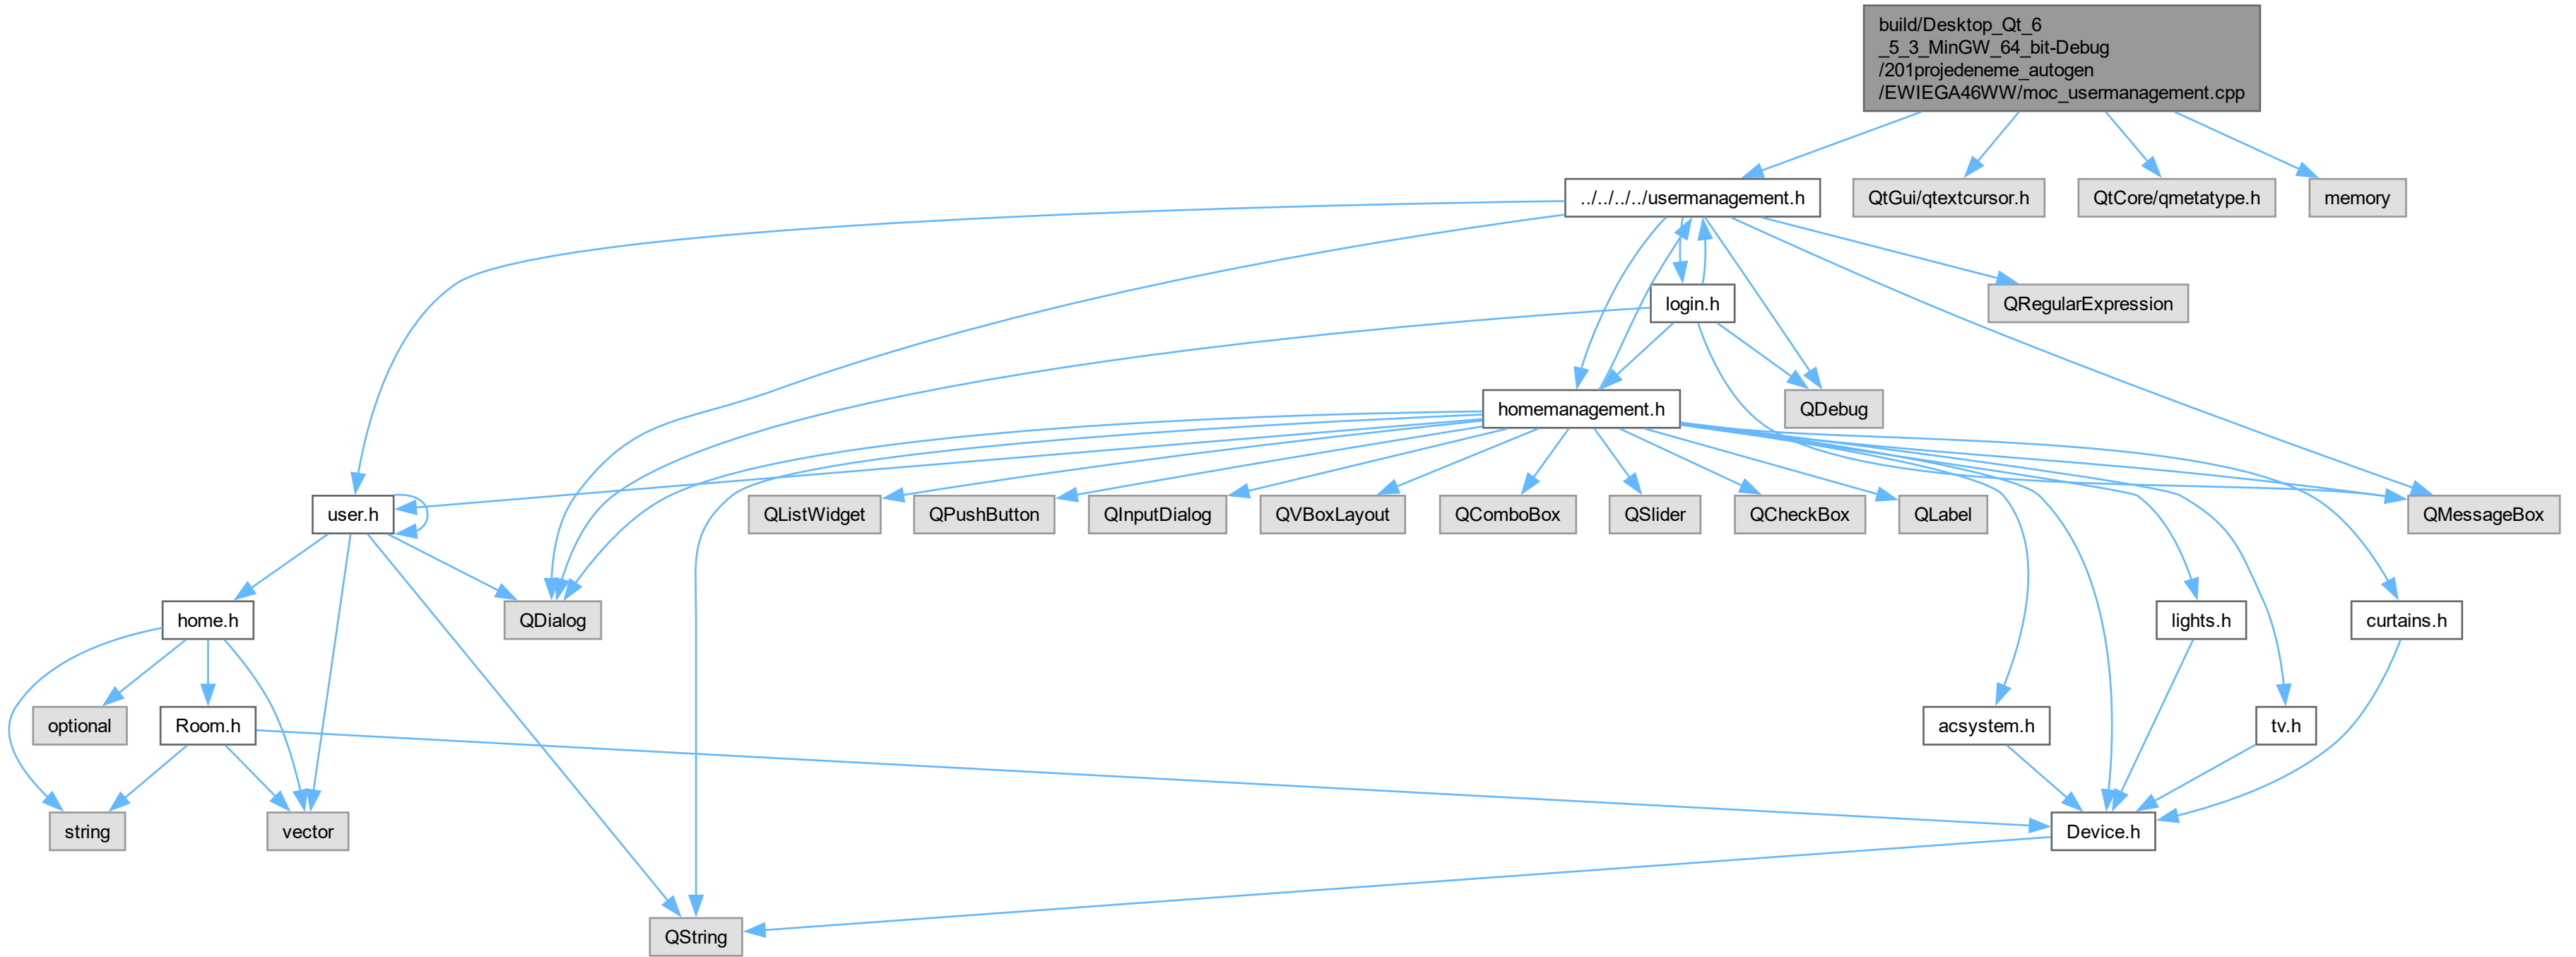 build/Desktop_Qt_6
_5_3_MinGW_64_bit-Debug
/201projedeneme_autogen
/EWIEGA46WW/moc_usermanagement.cpp
../../../../usermanagement.h
QtGui/qtextcursor.h
QtCore/qmetatype.h
memory
login.h
QRegularExpression
homemanagement.h
QDebug
user.h
QListWidget
QPushButton
QInputDialog
QVBoxLayout
QComboBox
QSlider
QCheckBox
QLabel
QMessageBox
home.h
QDialog
lights.h
curtains.h
optional
Room.h
acsystem.h
tv.h
string
vector
Device.h
QString